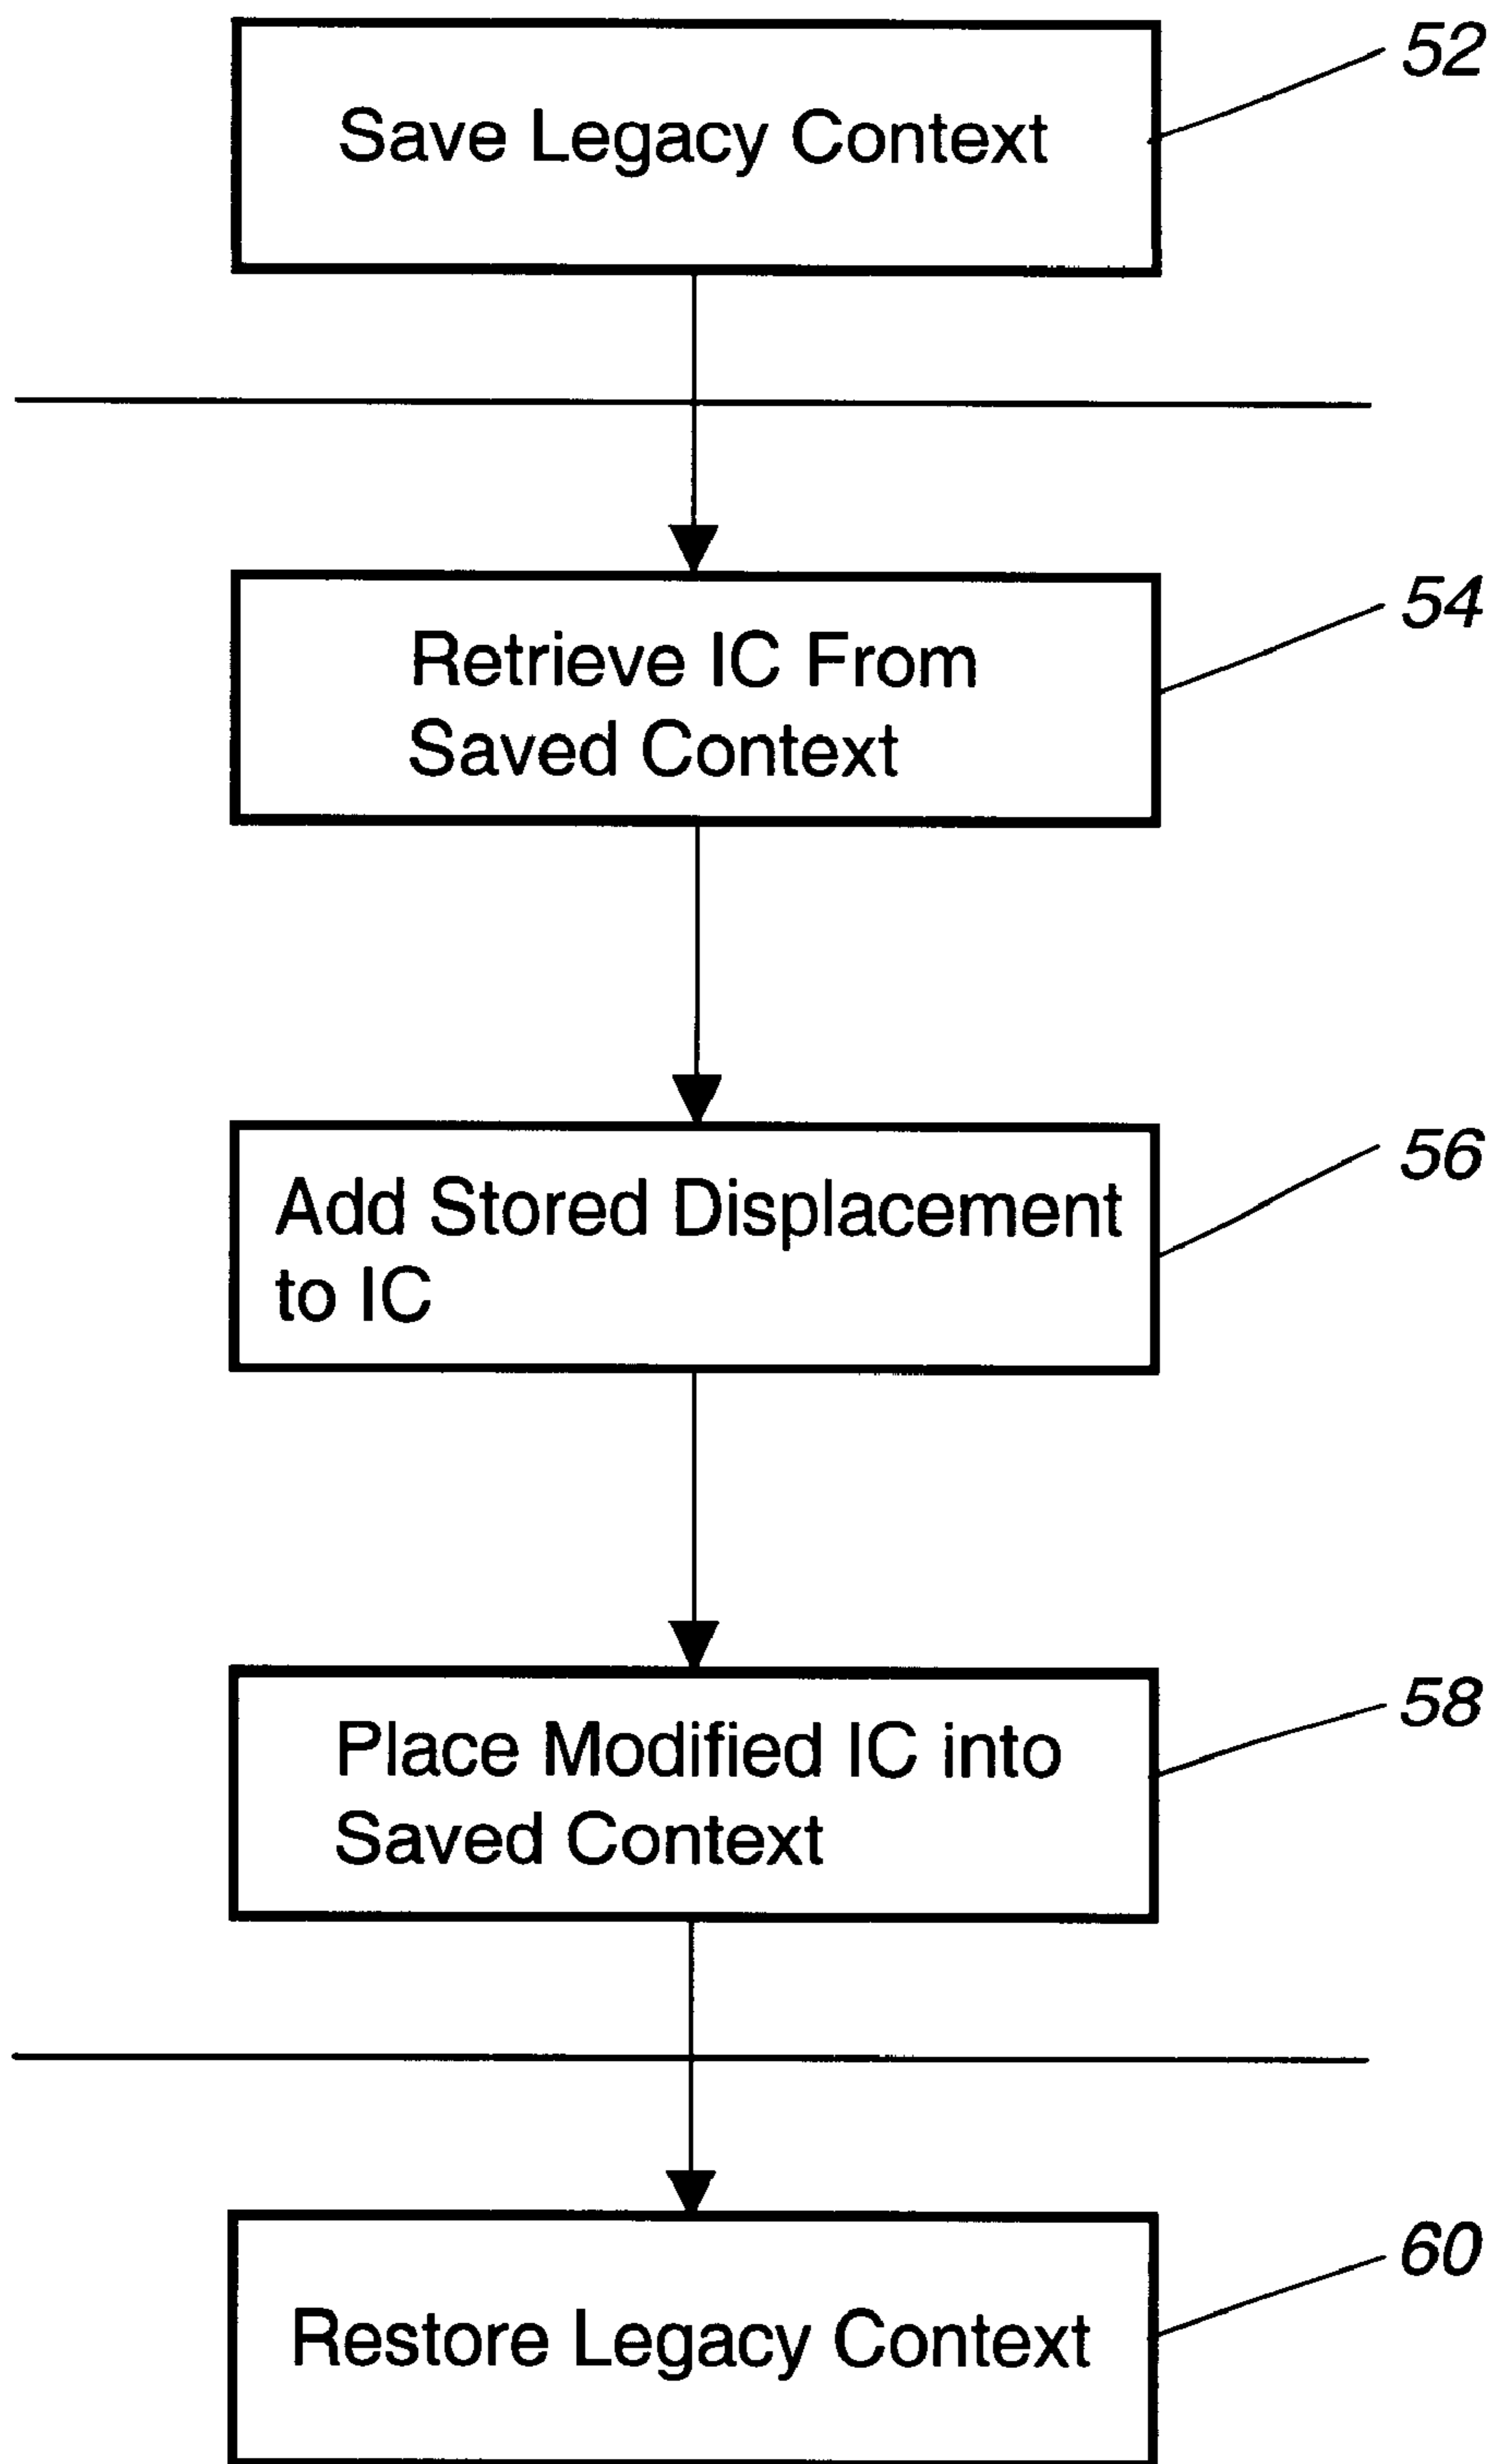 Save Legacy Context
52
Retrieve IC From
Saved Context
54
Add Stored Displacement
to IC
56
Place Modified IC into
Saved Context
58
Restore Legacy Context
60